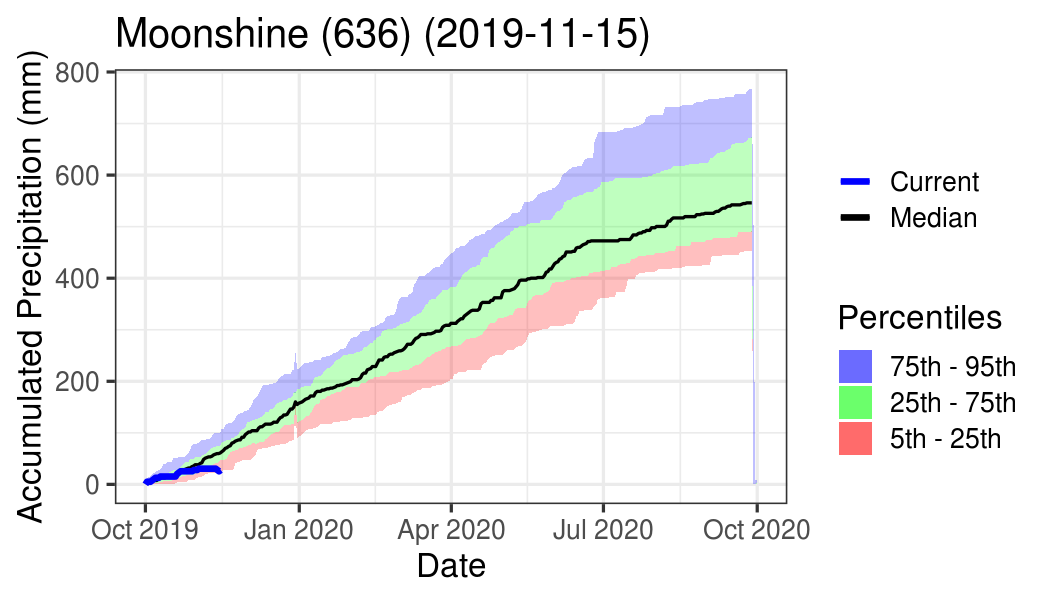 Moonshine (636) (2019-11-15)
Accumulated Precipitation (mm)
800
600
400
200
0
Oct 2019
Jan 2020
Apr 2020
Jul 2020
Oct 2020
Date
Current
Median
Percentiles
75th - 95th
25th - 75th
5th - 25th